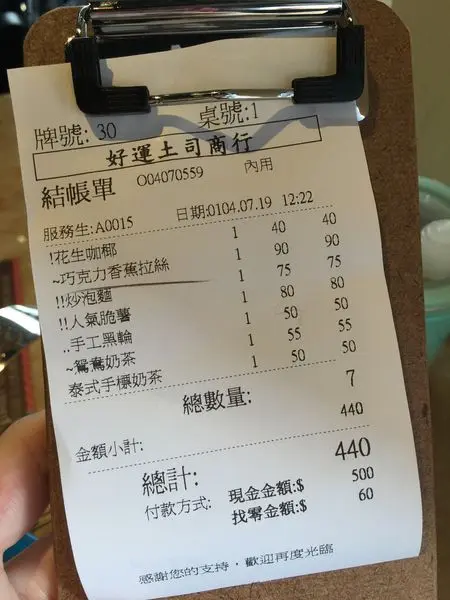 牌號: 30 桌號:1
好運土司商行
結帳單 O04070559 內用
服務生:A0015 日期:0104.07.19 12:22
!花生咖椰 1 40 40
~巧克力香蕉拉絲 1 90 90
!!炒泡麵 1 75 75
!!人氣脆薯 1 80 80
..手工黑輪 1 50 50
~鴛鴦奶茶 1 55 55
泰式手標奶茶 1 50 50
總數量: 7
金額小計: 440
總計: 440
付款方式: 現金金額:$ 500
找零金額:$ 60
感謝您的支持，歡迎再度光臨